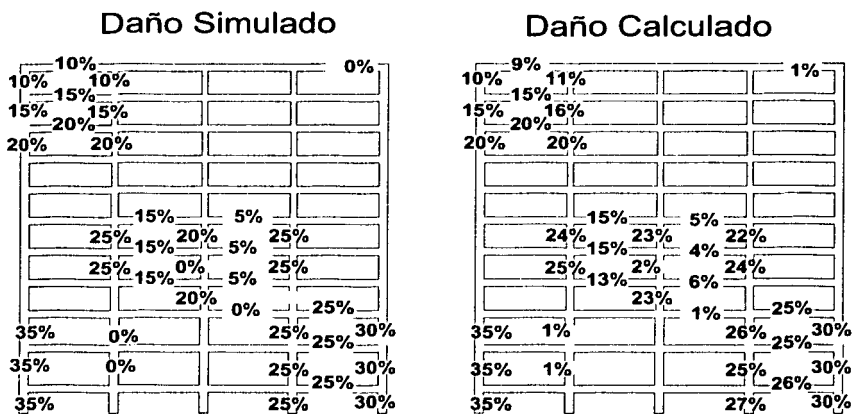 Daño Simulado
10%
0%
10% 10%
15%
15% 15%
20%
20% 20%
15% 5%
25% 20% 25%
15% 5%
25% 0% 25%
15% 5%
20%
0% 25%
35% 0% 25% 30%
25%
35% 0% 25% 30%
25%
35% 25% 30%
Daño Calculado
9%
1%
10% 11%
15%
15% 16%
20%
20% 20%
15% 5%
24% 23% 22%
15% 4%
25% 2% 24%
13% 6%
23%
1% 25%
35% 1% 26% 30%
25%
35% 1% 25% 30%
26%
35% 27% 30%